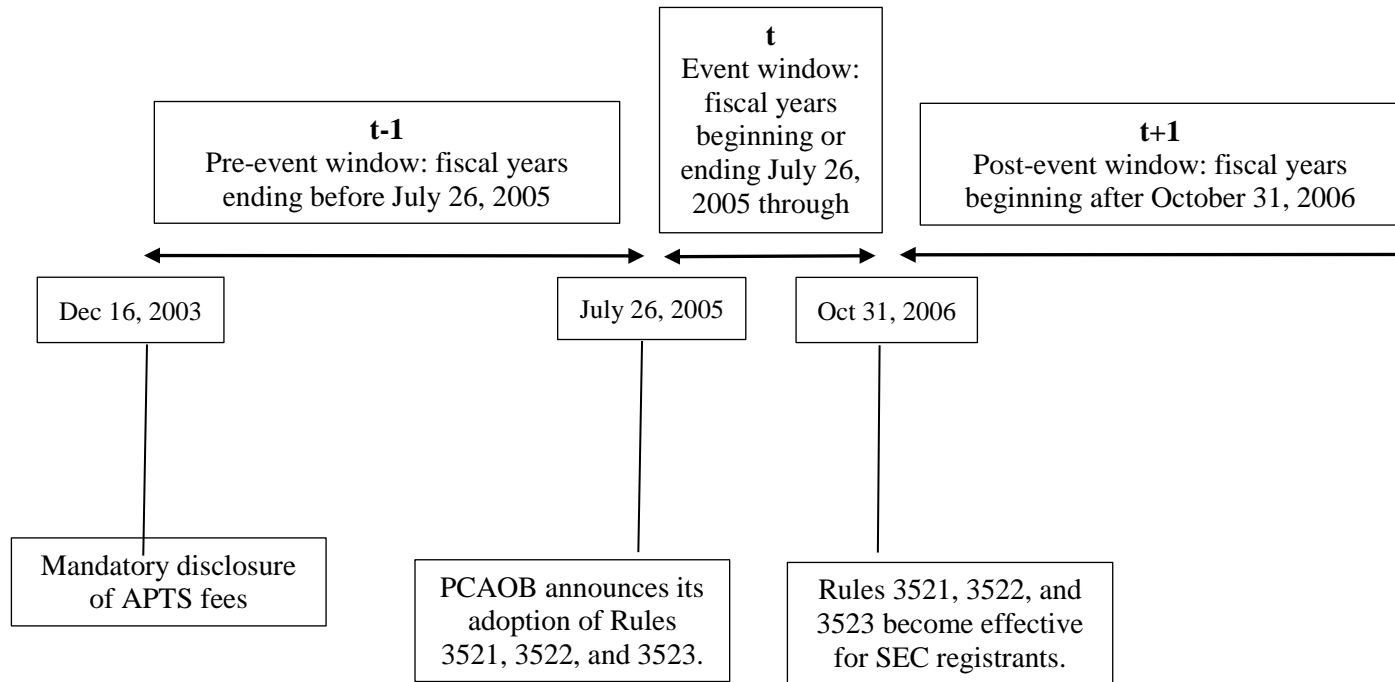 t
Event window:
fiscal years
beginning or
ending July 26,
2005 through
t-1
Pre-event window: fiscal years
ending before July 26, 2005
t+1
Post-event window: fiscal years
beginning after October 31, 2006
Dec 16, 2003
July 26, 2005
Oct 31, 2006
Mandatory disclosure
of APTS fees
PCAOB announces its
adoption of Rules
3521, 3522, and 3523.
Rules 3521, 3522, and
3523 become effective
for SEC registrants.